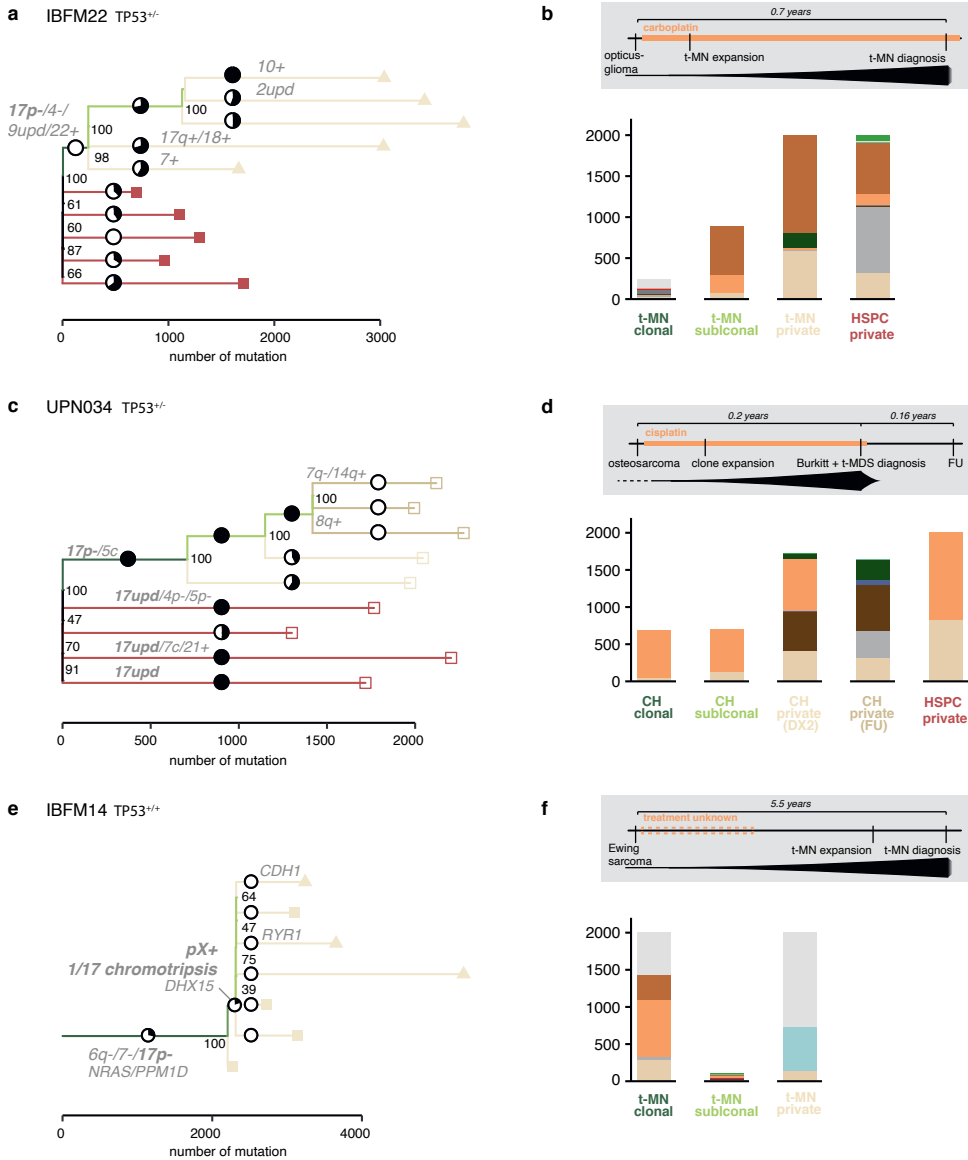 a IBFM22 TP53+/-
10+
2upd
17p-/4-/
9upd/22+
100
100
17q+/18+
98
7+
100
61
60
87
66
0 1000 2000 3000
number of mutation
b
0.7 years
carboplatin
opticus-
glioma
t-MN expansion
t-MN diagnosis
2000
1500
1000
500
0
t-MN
clonal
t-MN
sublconal
t-MN
private
HSPC
private
c UPN034 TP53+/-
7q-/14q+
100
8q+
100
17p-/5c
100
100
17upd/4p-/5p-
47
70
17upd/7c/21+
91
17upd
0 500 1000 1500 2000
number of mutation
d
0.2 years
0.16 years
cisplatin
osteosarcoma
clone expansion
Burkitt + t-MDS diagnosis
FU
2000
1500
1000
500
0
CH
clonal
CH
sublconal
CH
private
(DX2)
CH
private
(FU)
HSPC
private
e IBFM14 TP53+/+
CDH1
64
47
RYR1
pX+
1/17 chromotripsis
DHX15
75
39
100
6q-/7-/17p-
NRAS/PPM1D
0 2000 4000
number of mutation
f
5.5 years
treatment unknown
Ewing
sarcoma
t-MN expansion
t-MN diagnosis
2000
1500
1000
500
0
t-MN
clonal
t-MN
sublconal
t-MN
private